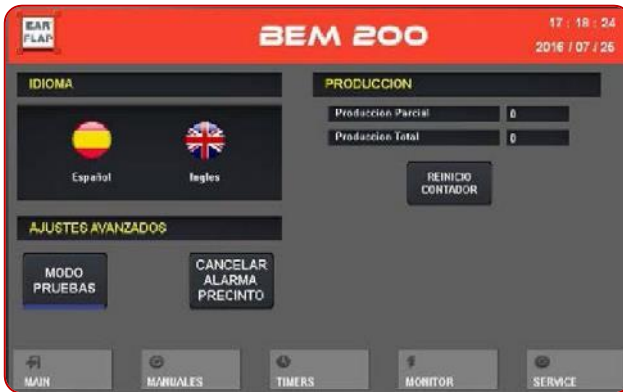 EAR
FLAP
BEM 200
17 : 18 : 24
2016 / 07 / 26
IDIOMA
Español
Ingles
AJUSTES AVANZADOS
MODO
PRUEBAS
CANCELAR
ALARMA
PRECINTO
PRODUCCION
Produccion Parcial 0
Produccion Total 0
REINICIO
CONTADOR
MAIN
MANUALES
TIMERS
MONITOR
SERVICE